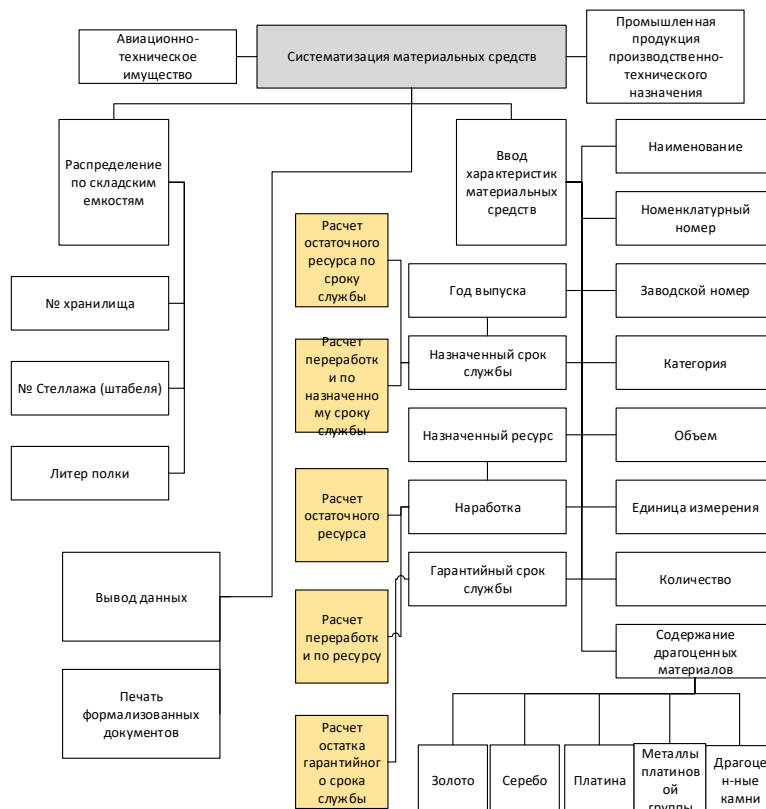 Авиационно-
техническое
имущество
Систематизация материальных средств
Промышленная
продукция
производственно-
технического
назначения
Распределение
по складским
емкостям
Ввод
характеристик
материальных
средств
Наименование
Номенклатурный
номер
Расчет
остаточного
ресурса по
сроку
службы
№ хранилища
Год выпуска
Заводской номер
Расчет
переработк
и по
назначенно
му сроку
службы
№ Стеллажа (штабеля)
Назначенный срок
службы
Категория
Литер полки
Назначенный ресурс
Объем
Расчет
остаточного
ресурса
Наработка
Единица измерения
Вывод данных
Гарантийный срок
службы
Количество
Расчет
переработк
и по ресурсу
Содержание
драгоценных
материалов
Печать
формализованных
документов
Расчет
остатка
гарантийног
о срока
службы
Золото
Серебо
Платина
Металлы
платинов
ой
группы
Драгоце
н-ные
камни